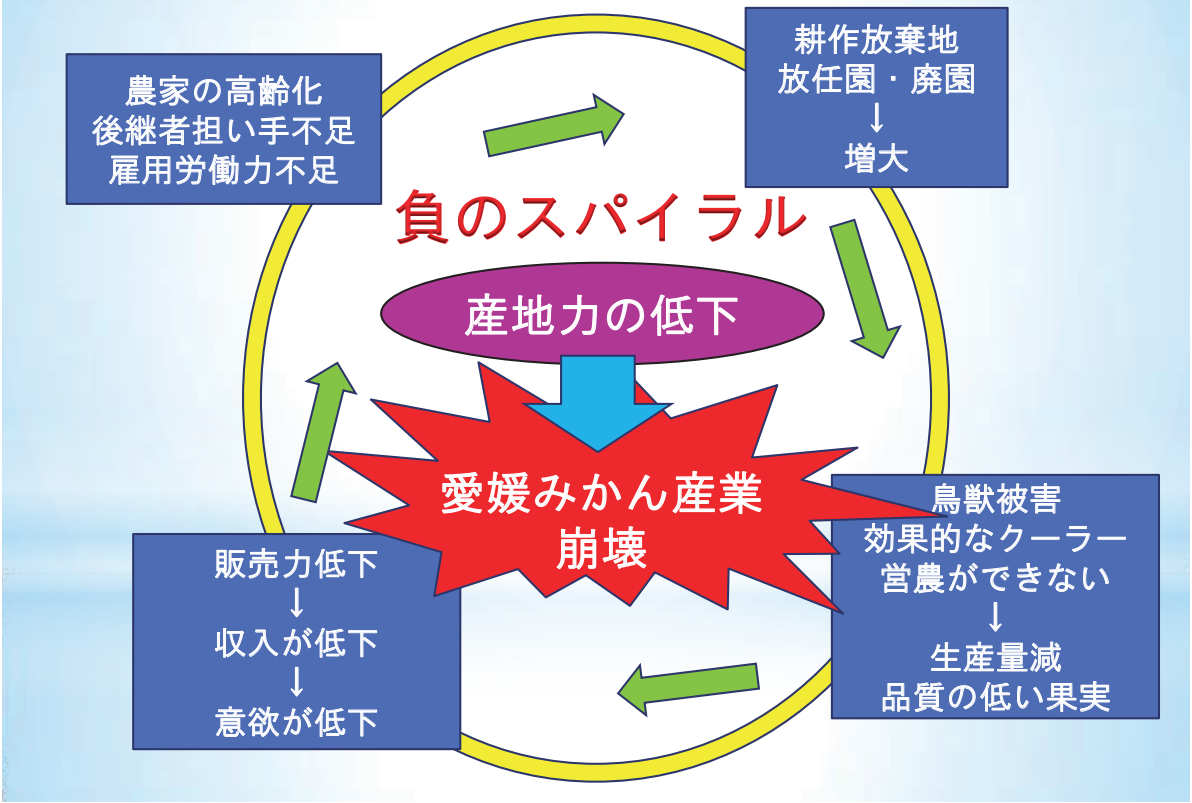 農家の高齢化
後継者担い手不足
雇用労働力不足
耕作放棄地
放任園・廃園
↓
増大
負のスパイラル
産地力の低下
愛媛みかん産業
崩壊
鳥獣被害
効果的なクーラー
営農ができない
↓
生産量減
品質の低い果実
販売力低下
↓
収入が低下
↓
意欲が低下